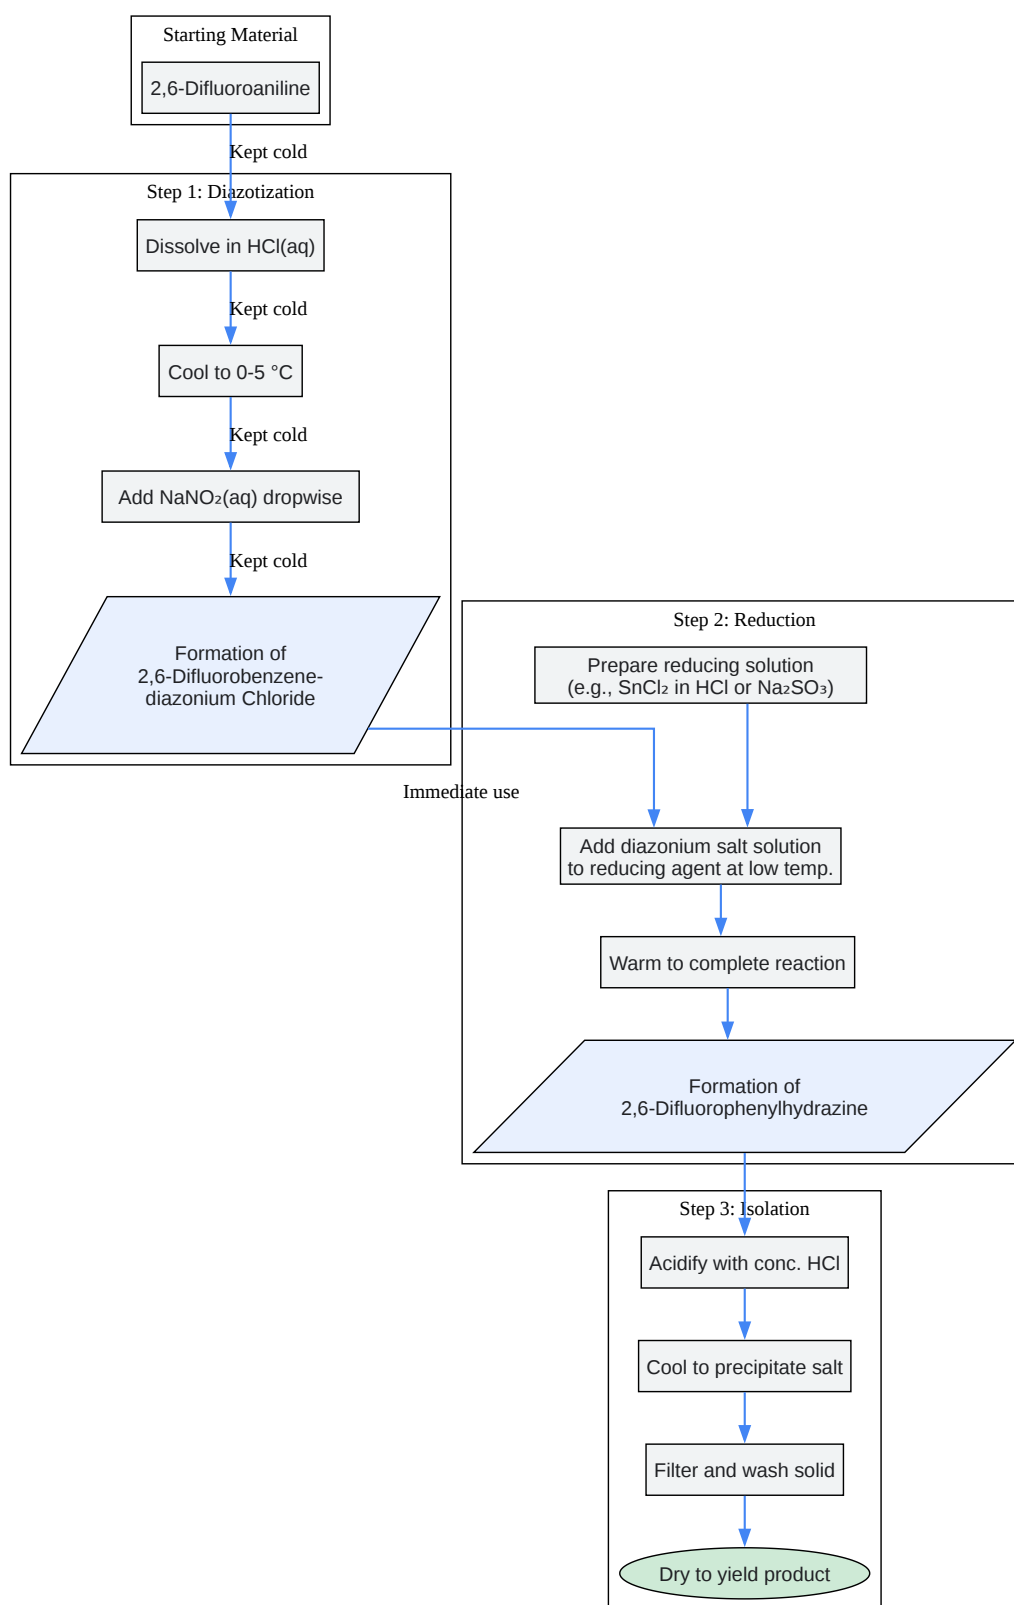 Starting Material
2,6-Difluoroaniline
Kept cold
Step 1: Diazotization
Dissolve in HCl(aq)
Kept cold
Cool to 0-5 °C
Kept cold
Add NaNO₂(aq) dropwise
Kept cold
Formation of
2,6-Difluorobenzene-
diazonium Chloride
Step 2: Reduction
Prepare reducing solution
(e.g., SnCl₂ in HCl or Na₂SO₃)
Immediate use
Add diazonium salt solution
to reducing agent at low temp.
Warm to complete reaction
Formation of
2,6-Difluorophenylhydrazine
Step 3: Isolation
Acidify with conc. HCl
Cool to precipitate salt
Filter and wash solid
Dry to yield product